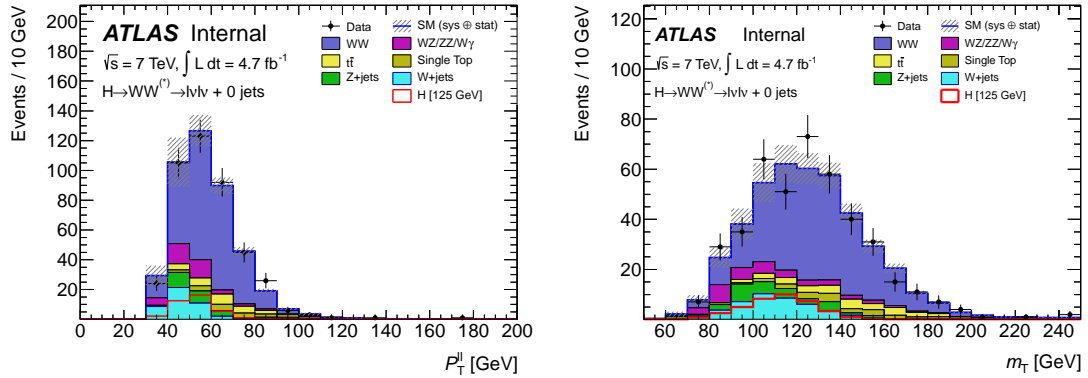 Events / 10 GeV
200
180
160
140
120
100
80
60
40
20
ATLAS Internal
√s = 7 TeV, ∫ L dt = 4.7 fb⁻¹
H→WW(*)→lνlν + 0 jets
Data
SM (sys ⊕ stat)
WW
WZ/ZZ/Wγ
tt̄
Single Top
Z+jets
W+jets
H [125 GeV]
0 20 40 60 80 100 120 140 160 180 200
P_T^ll [GeV]
Events / 10 GeV
120
100
80
60
40
20
ATLAS Internal
√s = 7 TeV, ∫ L dt = 4.7 fb⁻¹
H→WW(*)→lνlν + 0 jets
Data
SM (sys ⊕ stat)
WW
WZ/ZZ/Wγ
tt̄
Single Top
Z+jets
W+jets
H [125 GeV]
60 80 100 120 140 160 180 200 220 240
m_T [GeV]